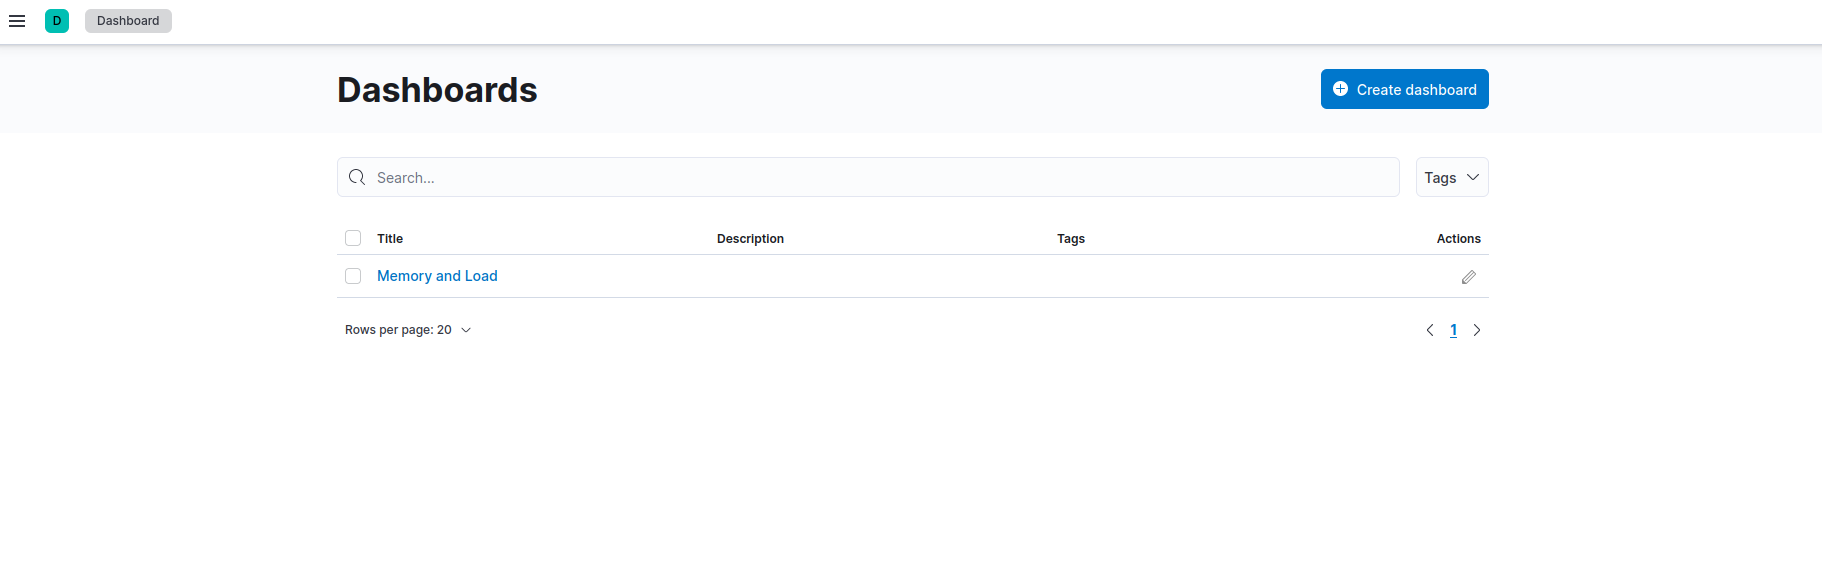 D Dashboard
Dashboards
Create dashboard
Search...
Tags
Title Description Tags Actions
Memory and Load
Rows per page: 20
1